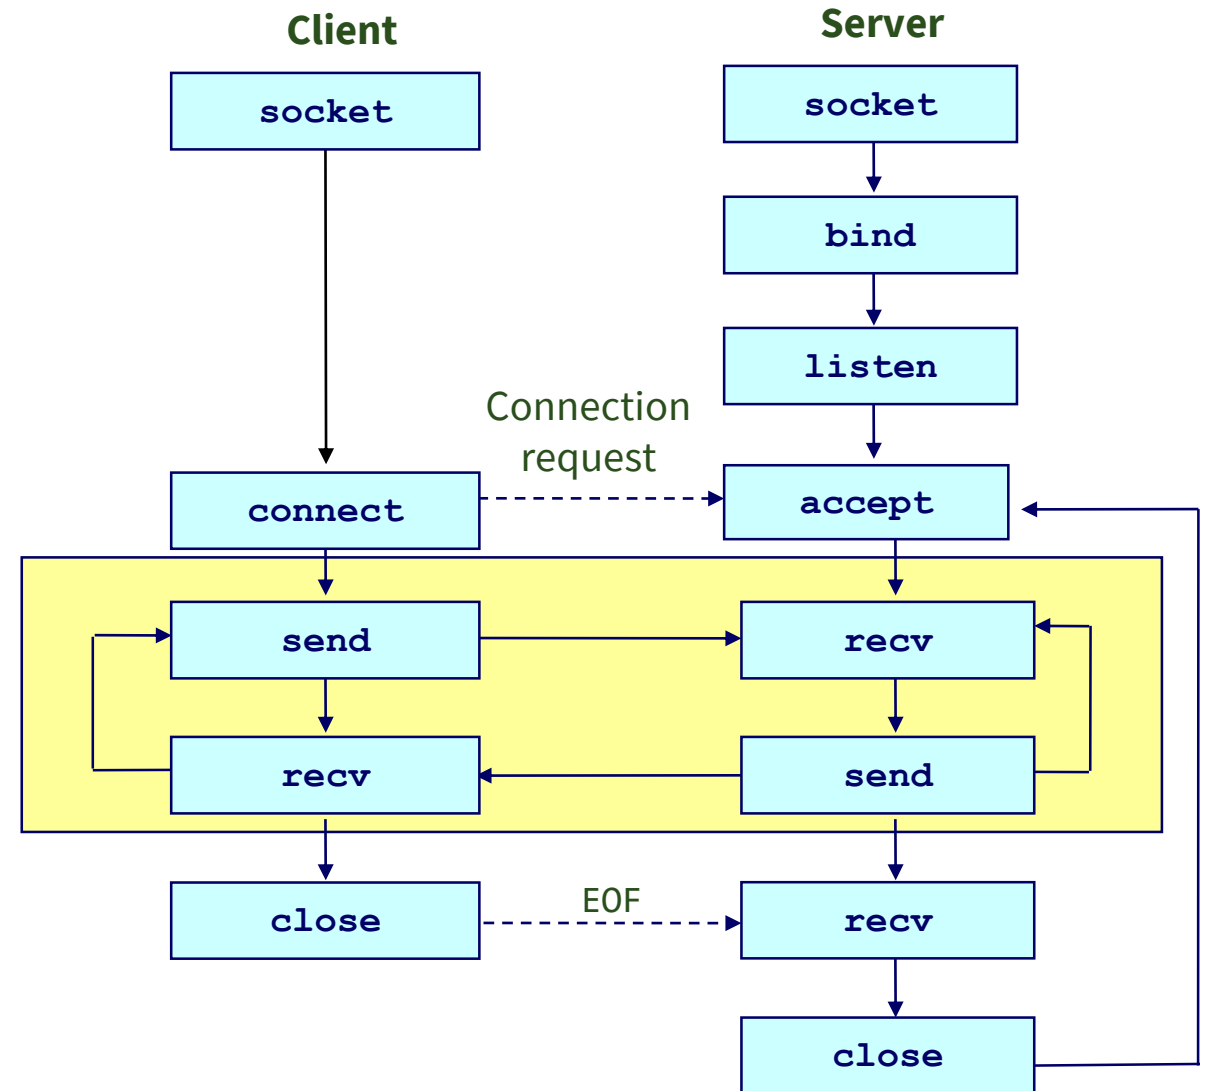 Client
Server
socket
socket
bind
listen
Connection
request
connect
accept
send
recv
recv
send
close
EOF
recv
close